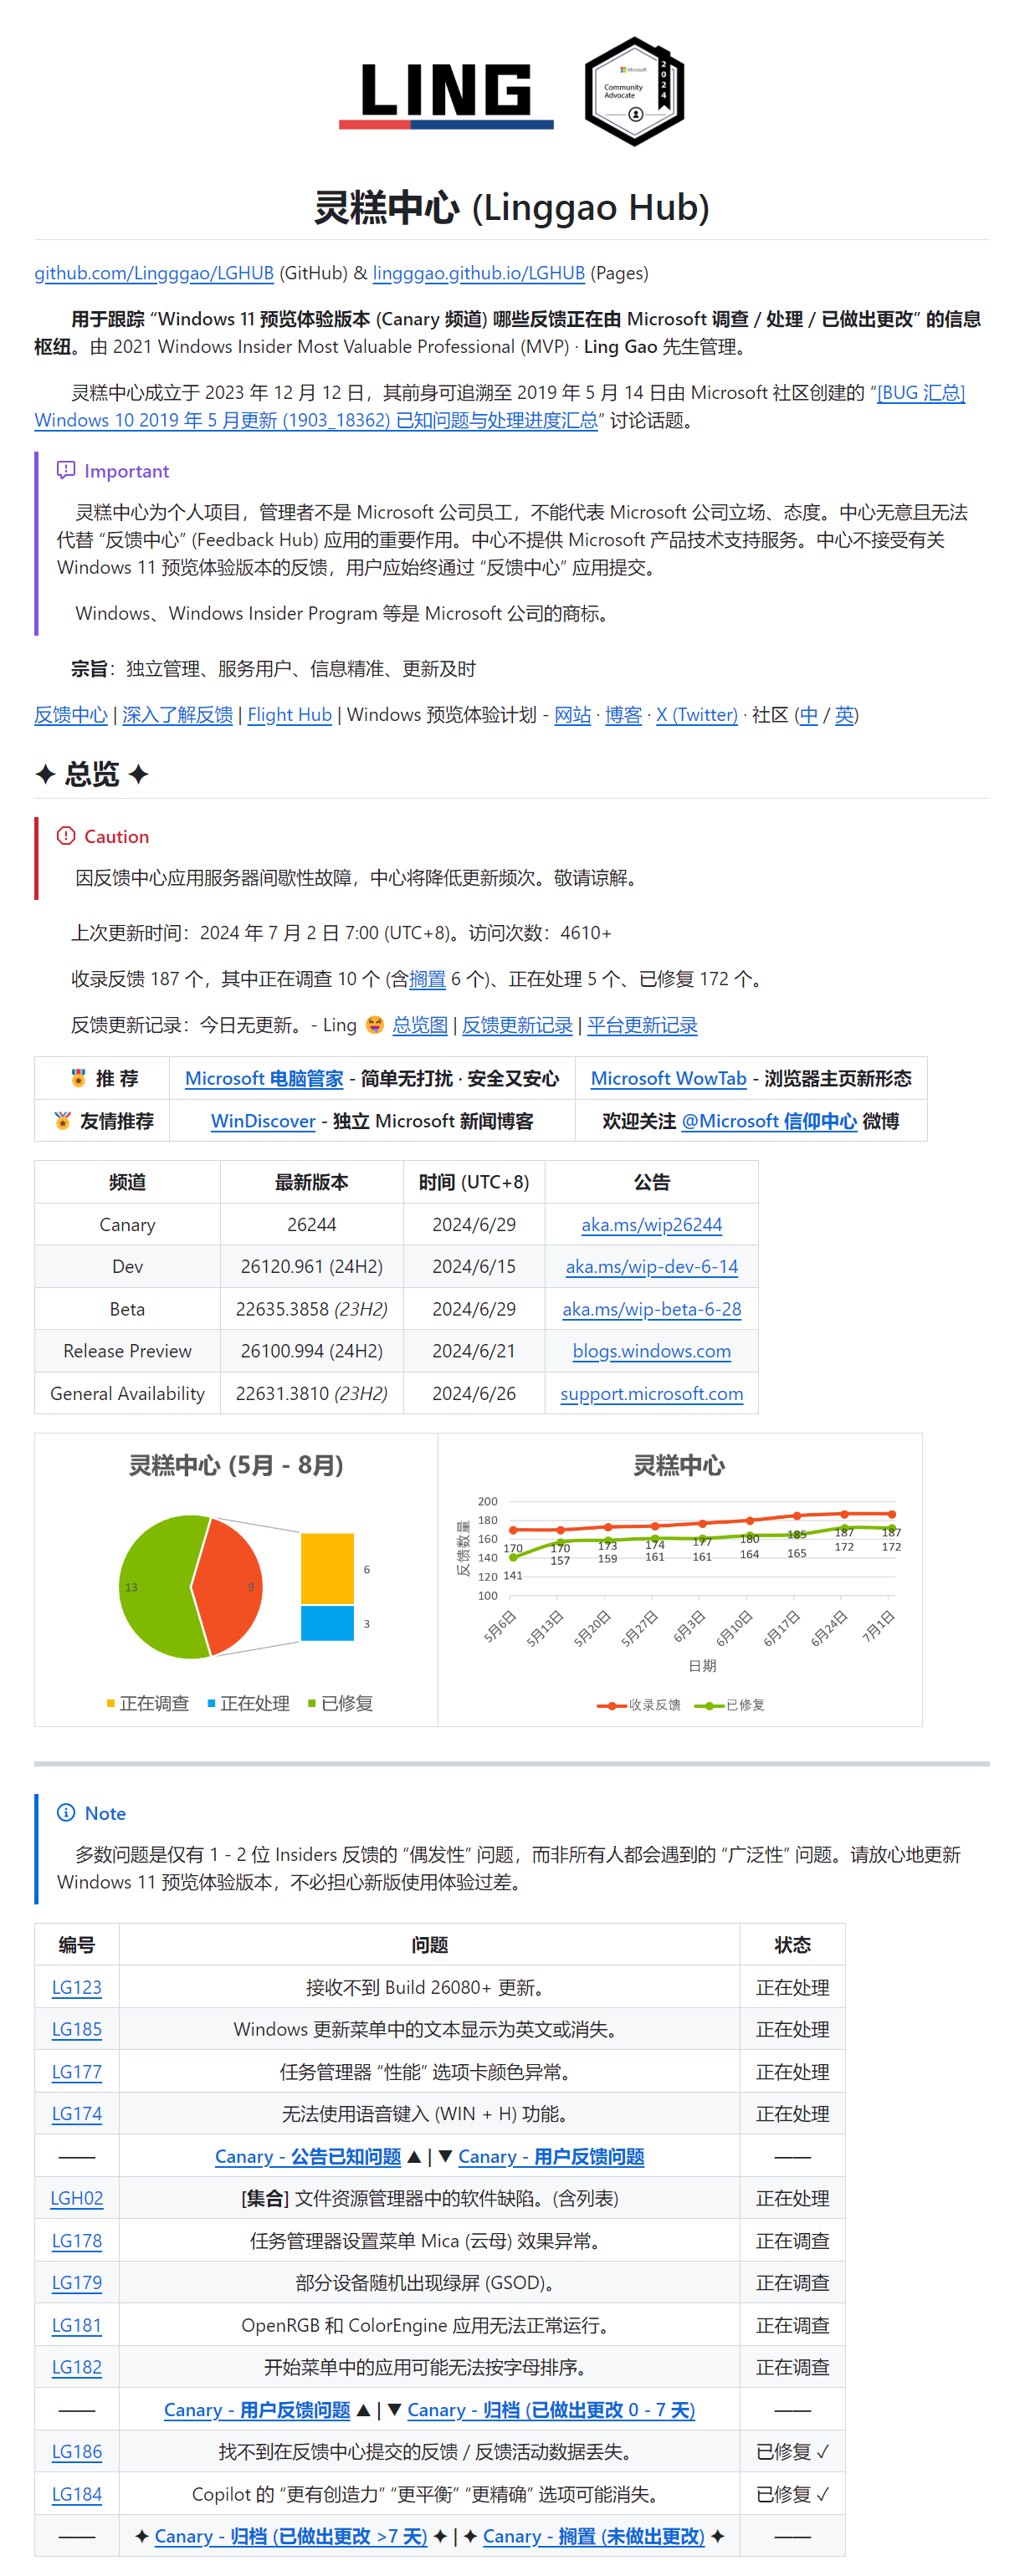 LING
Microsoft
Community
Advocate
2024
灵糕中心 (Linggao Hub)
github.com/Lingggao/LGHUB (GitHub) & lingggao.github.io/LGHUB (Pages)
用于跟踪 “Windows 11 预览体验版本 (Canary 频道) 哪些反馈正在由 Microsoft 调查 / 处理 / 已做出更改” 的信息
枢纽。由 2021 Windows Insider Most Valuable Professional (MVP) · Ling Gao 先生管理。
灵糕中心成立于 2023 年 12 月 12 日，其前身可追溯至 2019 年 5 月 14 日由 Microsoft 社区创建的 “[BUG 汇总]
Windows 10 2019 年 5 月更新 (1903_18362) 已知问题与处理进度汇总” 讨论话题。
Important
灵糕中心为个人项目，管理者不是 Microsoft 公司员工，不能代表 Microsoft 公司立场、态度。中心无意且无法
代替 “反馈中心” (Feedback Hub) 应用的重要作用。中心不提供 Microsoft 产品技术支持服务。中心不接受有关
Windows 11 预览体验版本的反馈，用户应始终通过 “反馈中心” 应用提交。
Windows、Windows Insider Program 等是 Microsoft 公司的商标。
宗旨：独立管理、服务用户、信息精准、更新及时
反馈中心 | 深入了解反馈 | Flight Hub | Windows 预览体验计划 - 网站 · 博客 · X (Twitter) · 社区 (中 / 英)
✦ 总览 ✦
Caution
因反馈中心应用服务器间歇性故障，中心将降低更新频次。敬请谅解。
上次更新时间：2024 年 7 月 2 日 7:00 (UTC+8)。访问次数：4610+
收录反馈 187 个，其中正在调查 10 个 (含搁置 6 个)、正在处理 5 个、已修复 172 个。
反馈更新记录：今日无更新。- Ling 😄 总览图 | 反馈更新记录 | 平台更新记录
🎖️ 推 荐 Microsoft 电脑管家 - 简单无打扰 · 安全又安心 Microsoft WowTab - 浏览器主页新形态
🏅 友情推荐 WinDiscover - 独立 Microsoft 新闻博客 欢迎关注 @Microsoft 信仰中心 微博
频道 最新版本 时间 (UTC+8) 公告
Canary 26244 2024/6/29 aka.ms/wip26244
Dev 26120.961 (24H2) 2024/6/15 aka.ms/wip-dev-6-14
Beta 22635.3858 (23H2) 2024/6/29 aka.ms/wip-beta-6-28
Release Preview 26100.994 (24H2) 2024/6/21 blogs.windows.com
General Availability 22631.3810 (23H2) 2024/6/26 support.microsoft.com
灵糕中心 (5月 - 8月)
13 9 6
3
正在调查 正在处理 已修复
灵糕中心
反馈数量
200
180
160
140
120
100
170 170 173 174 177 180 185 187 187
141 157 159 161 161 164 165 172 172
5月6日 5月13日 5月20日 5月27日 6月3日 6月10日 6月17日 6月24日 7月1日
日期
收录反馈 已修复
Note
多数问题是仅有 1 - 2 位 Insiders 反馈的 “偶发性” 问题，而非所有人都会遇到的 “广泛性” 问题。请放心地更新
Windows 11 预览体验版本，不必担心新版使用体验过差。
编号 问题 状态
LG123 接收不到 Build 26080+ 更新。 正在处理
LG185 Windows 更新菜单中的文本显示为英文或消失。 正在处理
LG177 任务管理器 “性能” 选项卡颜色异常。 正在处理
LG174 无法使用语音键入 (WIN + H) 功能。 正在处理
—— Canary - 公告已知问题 ▲ | ▼ Canary - 用户反馈问题 ——
LGH02 [集合] 文件资源管理器中的软件缺陷。(含列表) 正在处理
LG178 任务管理器设置菜单 Mica (云母) 效果异常。 正在调查
LG179 部分设备随机出现绿屏 (GSOD)。 正在调查
LG181 OpenRGB 和 ColorEngine 应用无法正常运行。 正在调查
LG182 开始菜单中的应用可能无法按字母排序。 正在调查
—— Canary - 用户反馈问题 ▲ | ▼ Canary - 归档 (已做出更改 0 - 7 天) ——
LG186 找不到在反馈中心提交的反馈 / 反馈活动数据丢失。 已修复 ✓
LG184 Copilot 的 “更有创造力” “更平衡” “更精确” 选项可能消失。 已修复 ✓
—— ✦ Canary - 归档 (已做出更改 >7 天) ✦ | ✦ Canary - 搁置 (未做出更改) ✦ ——